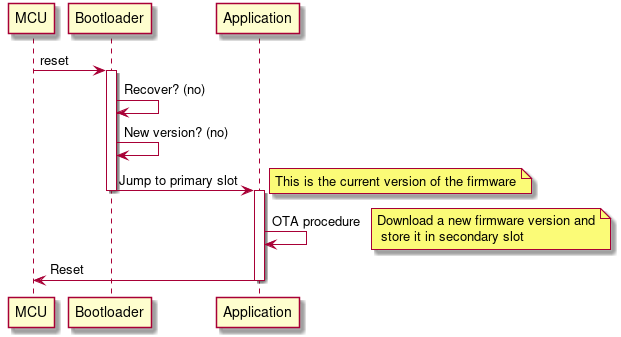 MCU Bootloader Application
reset
Recover? (no)
New version? (no)
Jump to primary slot This is the current version of the firmware
OTA procedure Download a new firmware version and
store it in secondary slot
Reset
MCU Bootloader Application